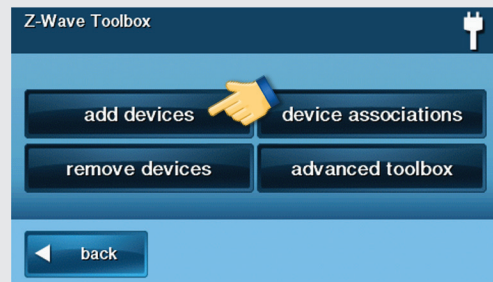 Z-Wave Toolbox
add devices
device associations
remove devices
advanced toolbox
back